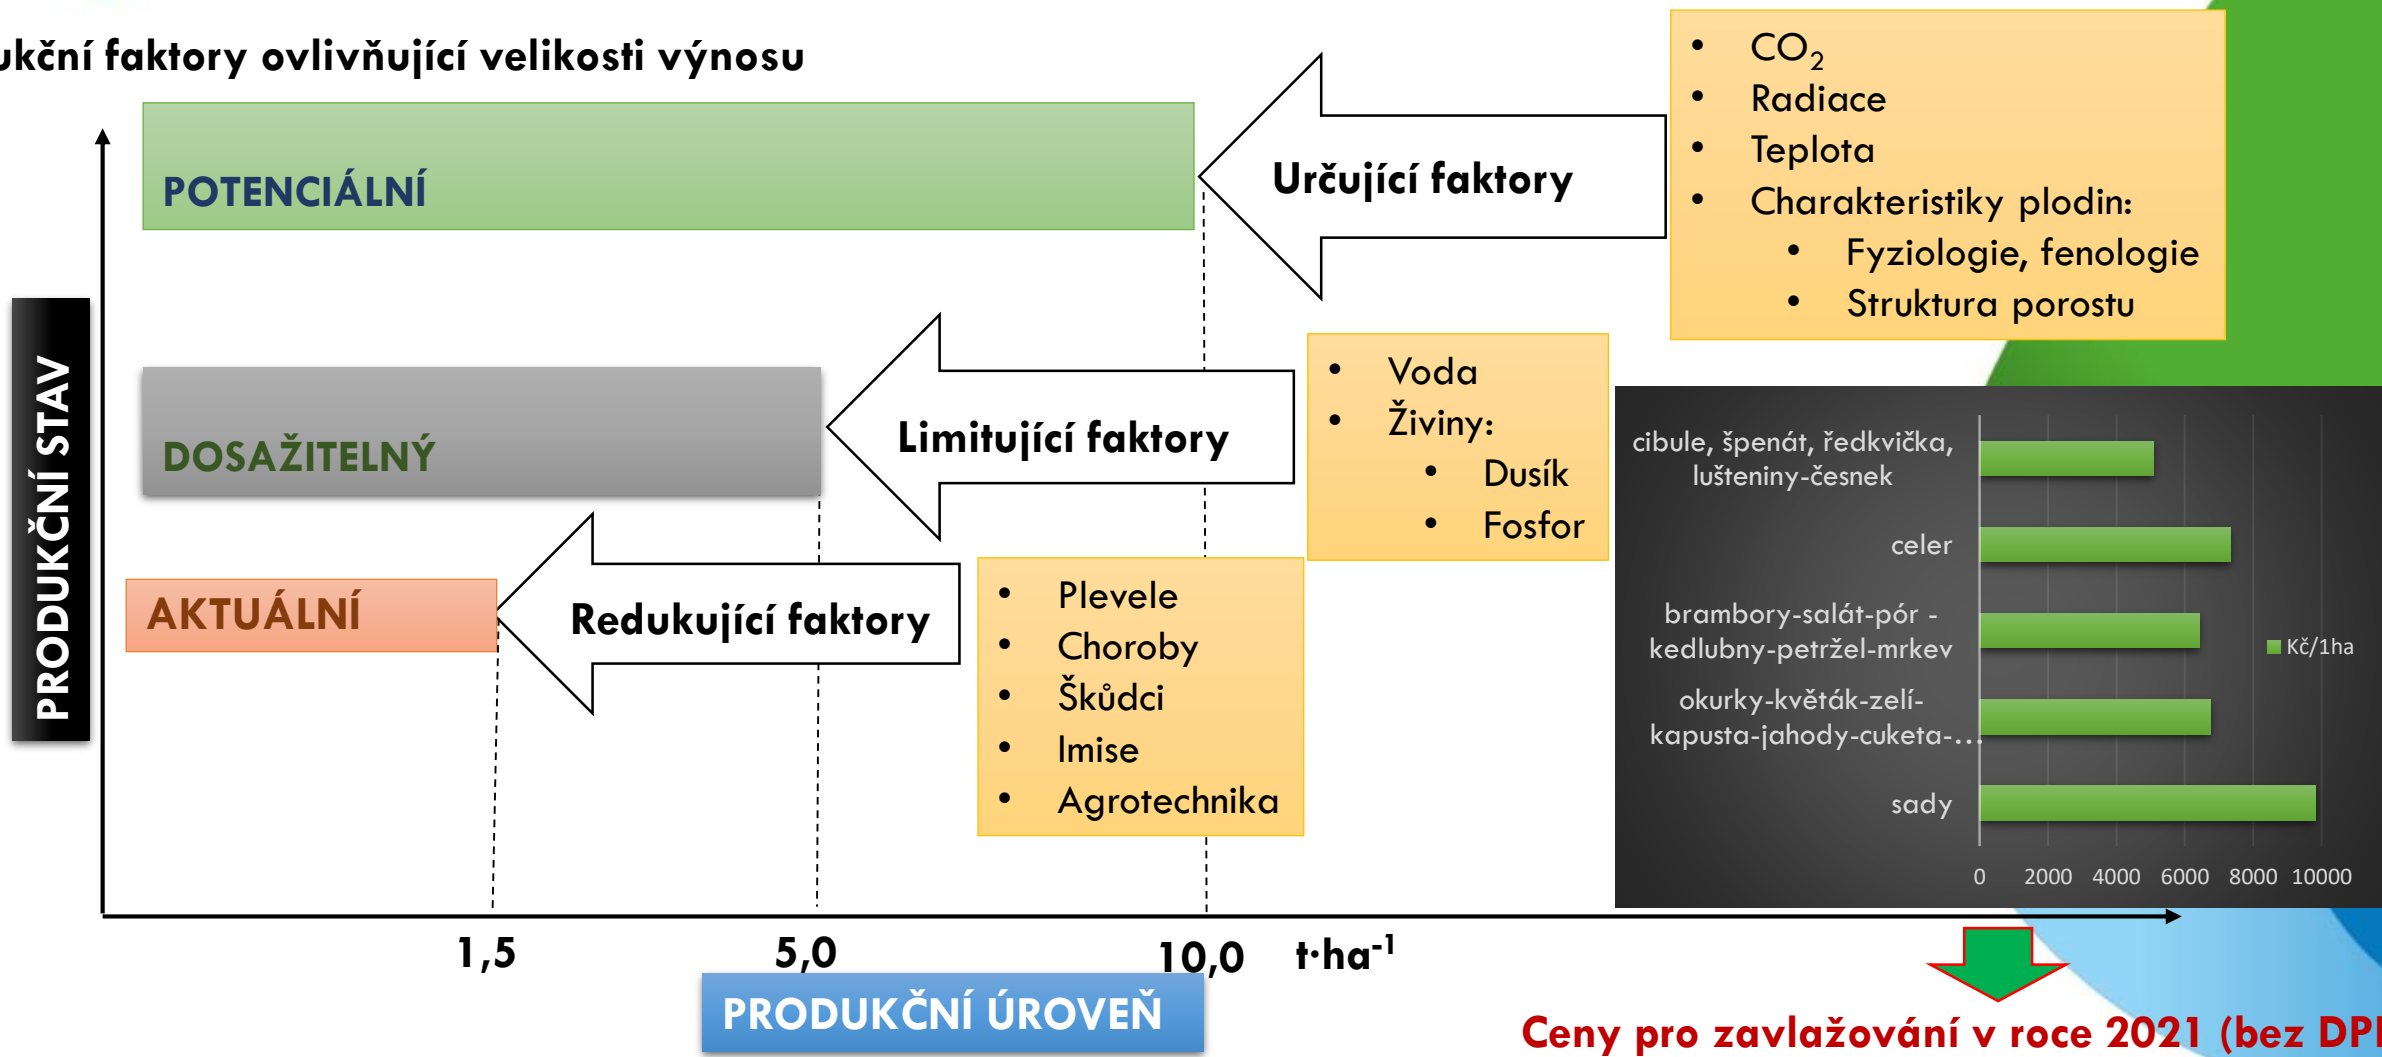 ukční faktory ovlivňující velikosti výnosu
POTENCIÁLNÍ
Určující faktory
• CO₂
• Radiace
• Teplota
• Charakteristiky plodin:
• Fyziologie, fenologie
• Struktura porostu
PRODUKČNÍ STAV
DOSAŽITELNÝ
Limitující faktory
• Voda
• Živiny:
• Dusík
• Fosfor
AKTUÁLNÍ
Redukující faktory
• Plevele
• Choroby
• Škůdci
• Imise
• Agrotechnika
cibule, špenát, ředkvička,
lušteniny-česnek
celer
brambory-salát-pór -
kedlubny-petržel-mrkev
okurky-květák-zelí-
kapusta-jahody-cuketa-…
sady
Kč/1ha
0 2000 4000 6000 8000 10000
1,5 5,0 10,0 t·ha⁻¹
PRODUKČNÍ ÚROVEŇ
Ceny pro zavlažování v roce 2021 (bez DPH